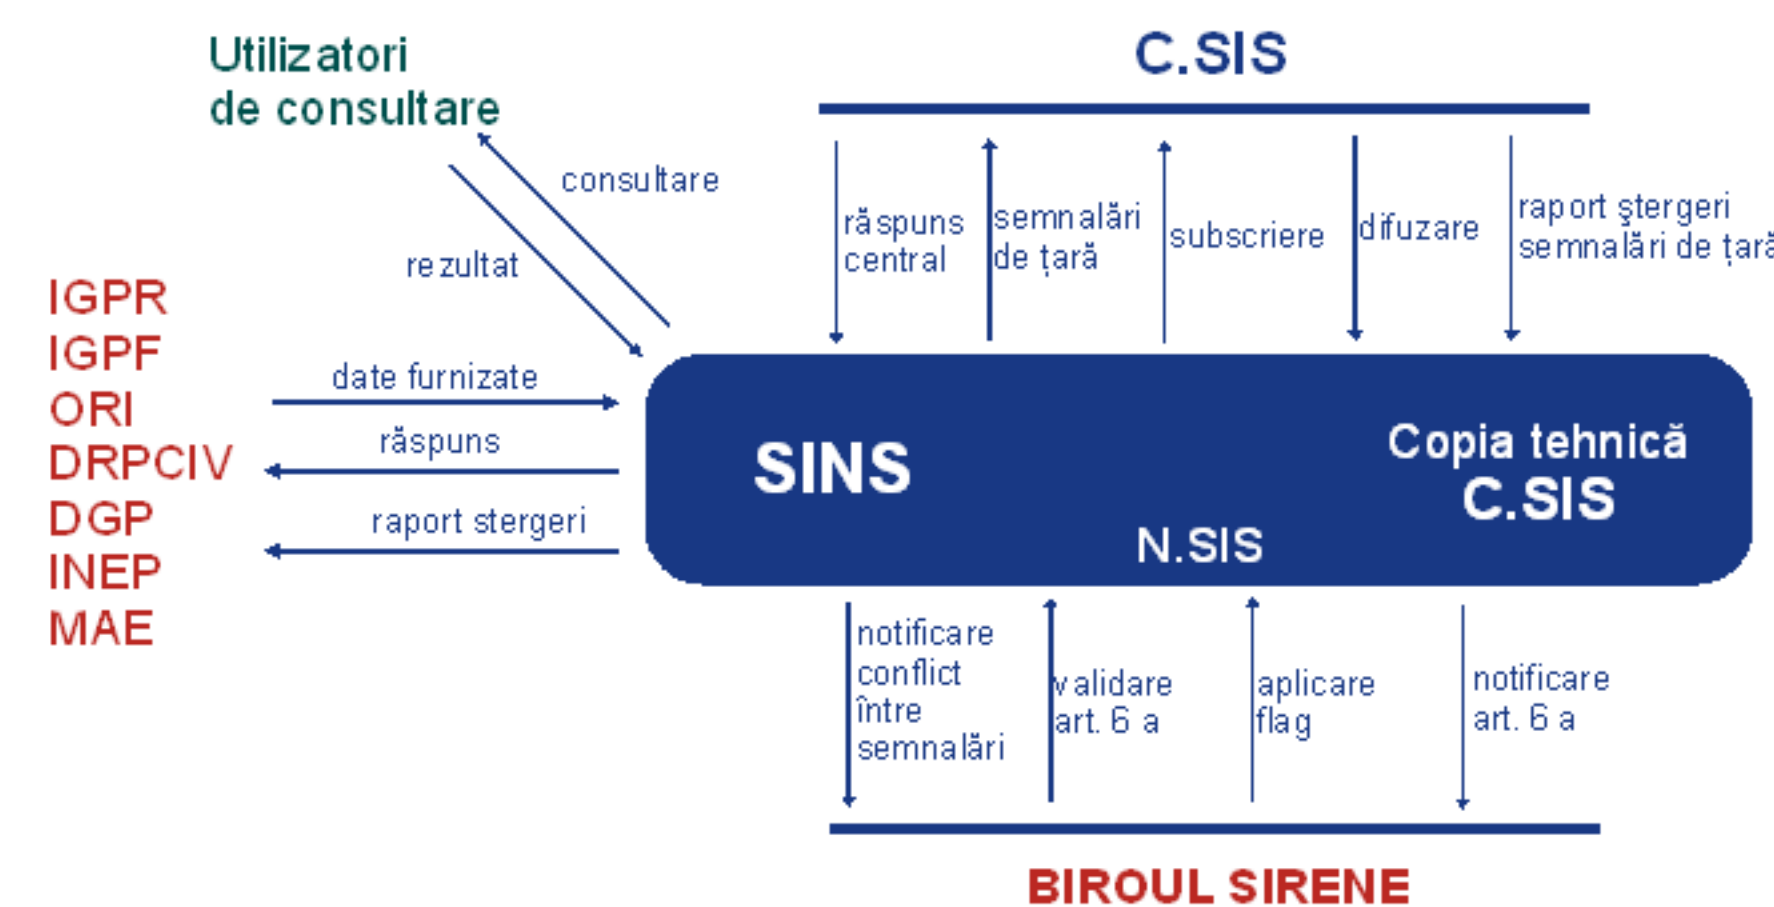 Utilizatori
de consultare
C.SIS
consultare
rezultat
răspuns
central
semnalări
de țară
subscriere
difuzare
raport ştergeri
semnalări de țară
IGPR
IGPF
ORI
DRPCIV
DGP
INEP
MAE
date furnizate
răspuns
raport stergeri
SINS
Copia tehnică
C.SIS
N.SIS
notificare
conflict
între
semnalări
validare
art. 6 a
aplicare
flag
notificare
art. 6 a
BIROUL SIRENE